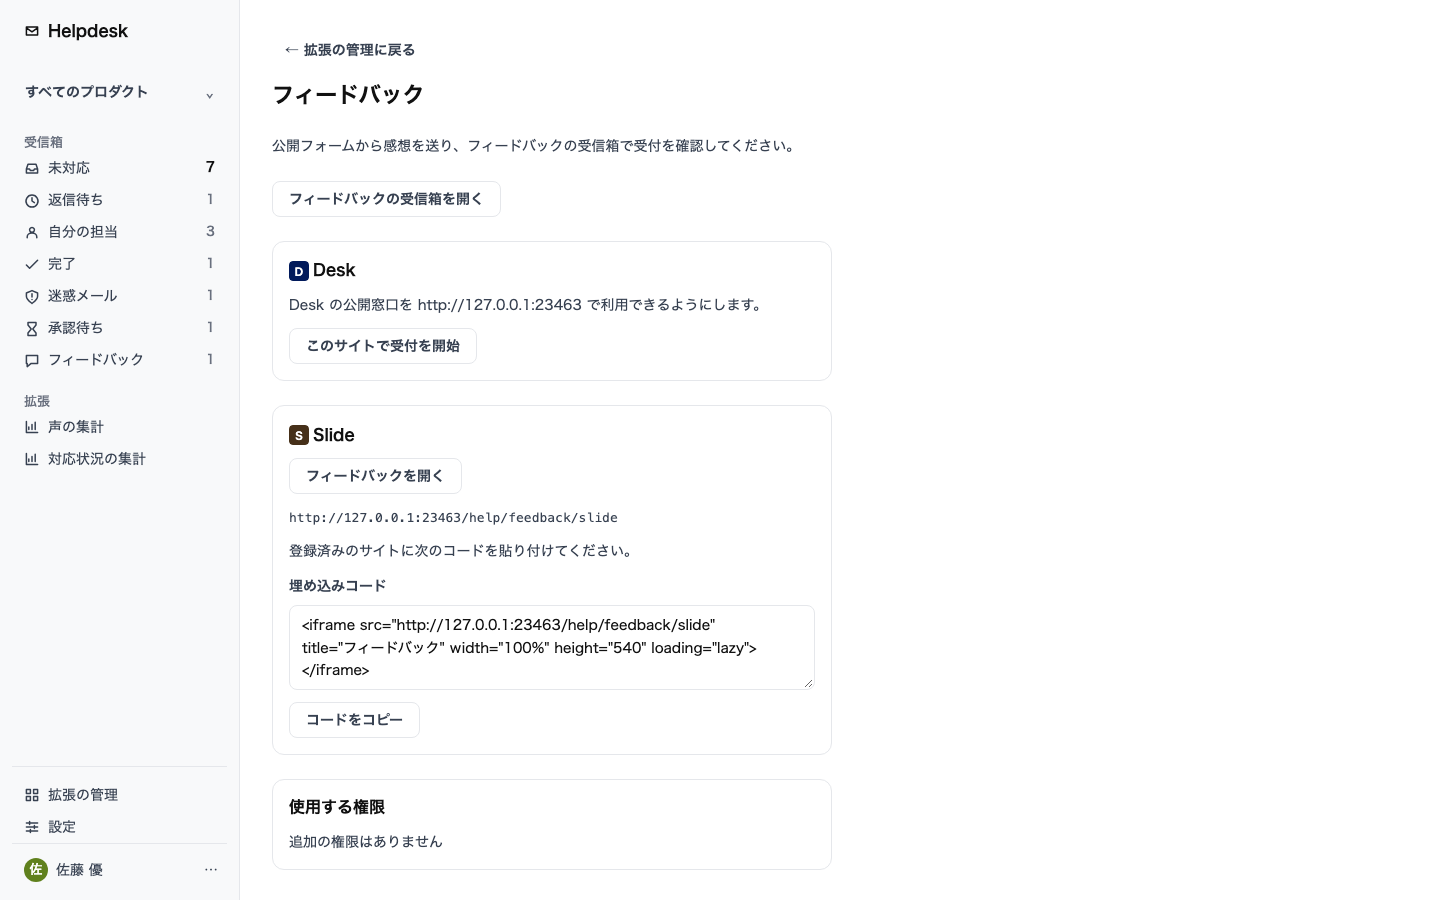 Helpdesk
すべてのプロダクト
受信箱
未対応 7
返信待ち 1
自分の担当 3
完了 1
迷惑メール 1
承認待ち 1
フィードバック 1
拡張
声の集計
対応状況の集計
拡張の管理
設定
佐 佐藤 優 …
← 拡張の管理に戻る
フィードバック
公開フォームから感想を送り、フィードバックの受信箱で受付を確認してください。
フィードバックの受信箱を開く
D Desk
Desk の公開窓口を http://127.0.0.1:23463 で利用できるようにします。
このサイトで受付を開始
S Slide
フィードバックを開く
http://127.0.0.1:23463/help/feedback/slide
登録済みのサイトに次のコードを貼り付けてください。
埋め込みコード
<iframe src="http://127.0.0.1:23463/help/feedback/slide"
title="フィードバック" width="100%" height="540" loading="lazy">
</iframe>
コードをコピー
使用する権限
追加の権限はありません